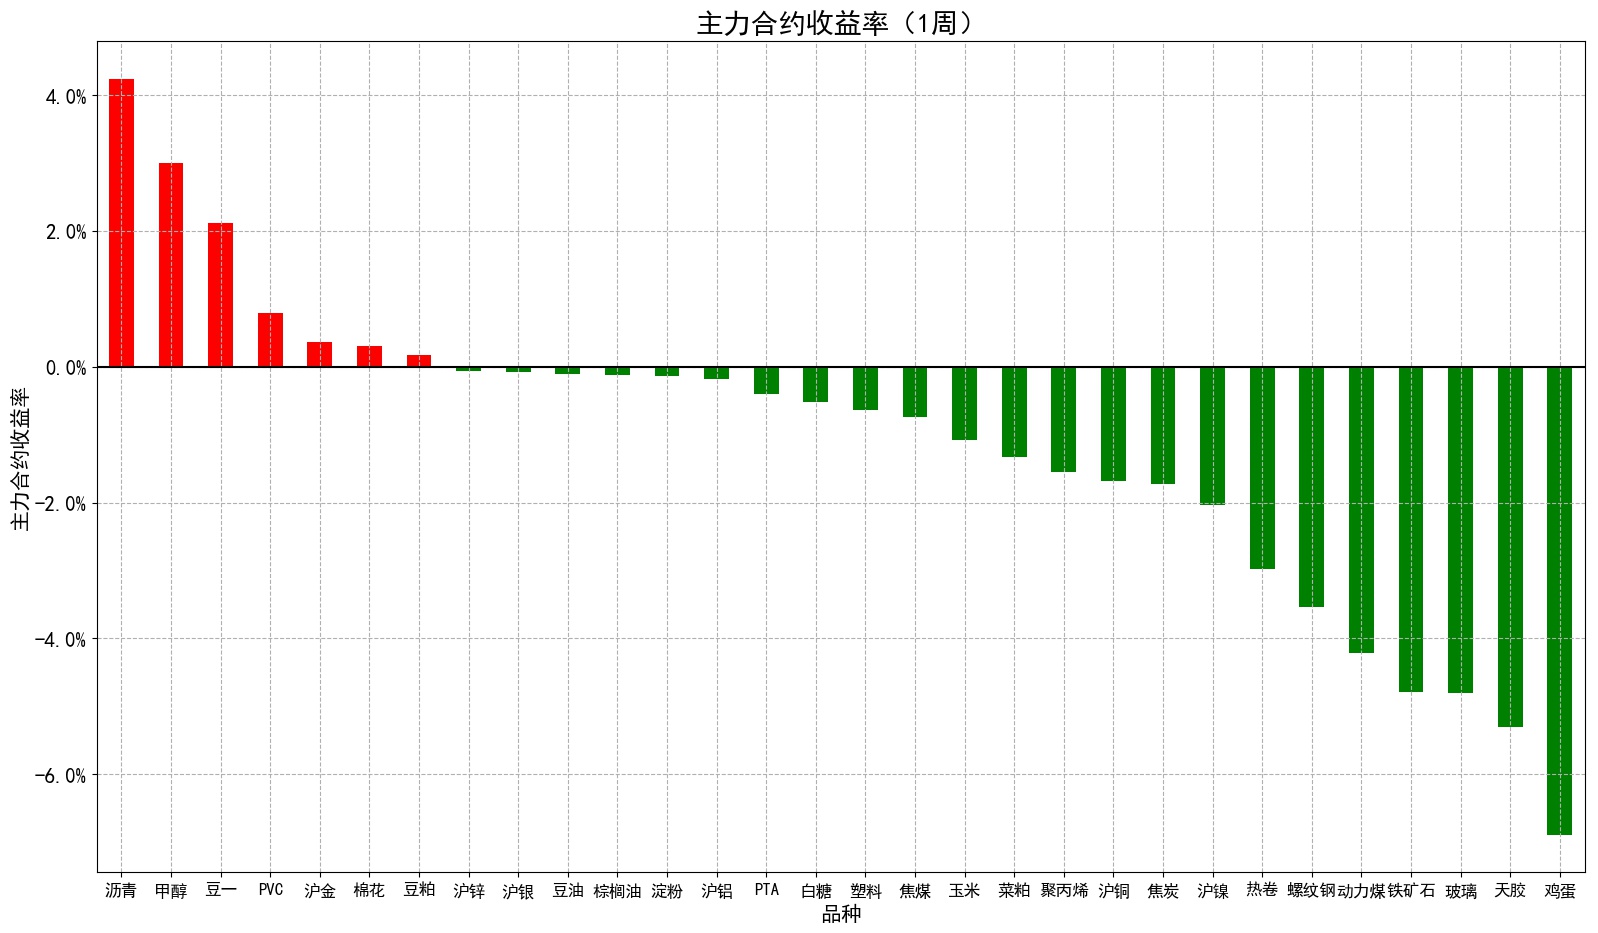 主力合约收益率（1周）
4.0%
2.0%
0.0%
−2.0%
−4.0%
−6.0%
主力合约收益率
沥青 甲醇 豆一 PVC 沪金 棉花 豆粕 沪锌 沪银 豆油 棕榈油 淀粉 沪铝 PTA 白糖 塑料 焦煤 玉米 菜粕 聚丙烯 沪铜 焦炭 沪镍 热卷 螺纹钢 动力煤 铁矿石 玻璃 天胶 鸡蛋
品种